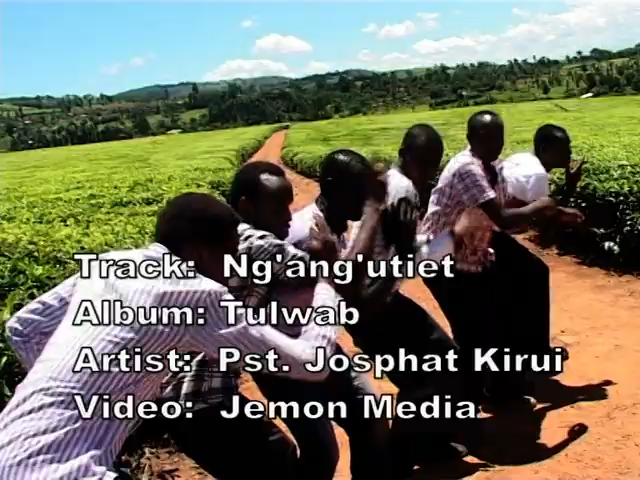 Track: Ng'ang'utiet
Album: Tulwab
Artist: Pst. Josphat Kirui
Video: Jemon Media